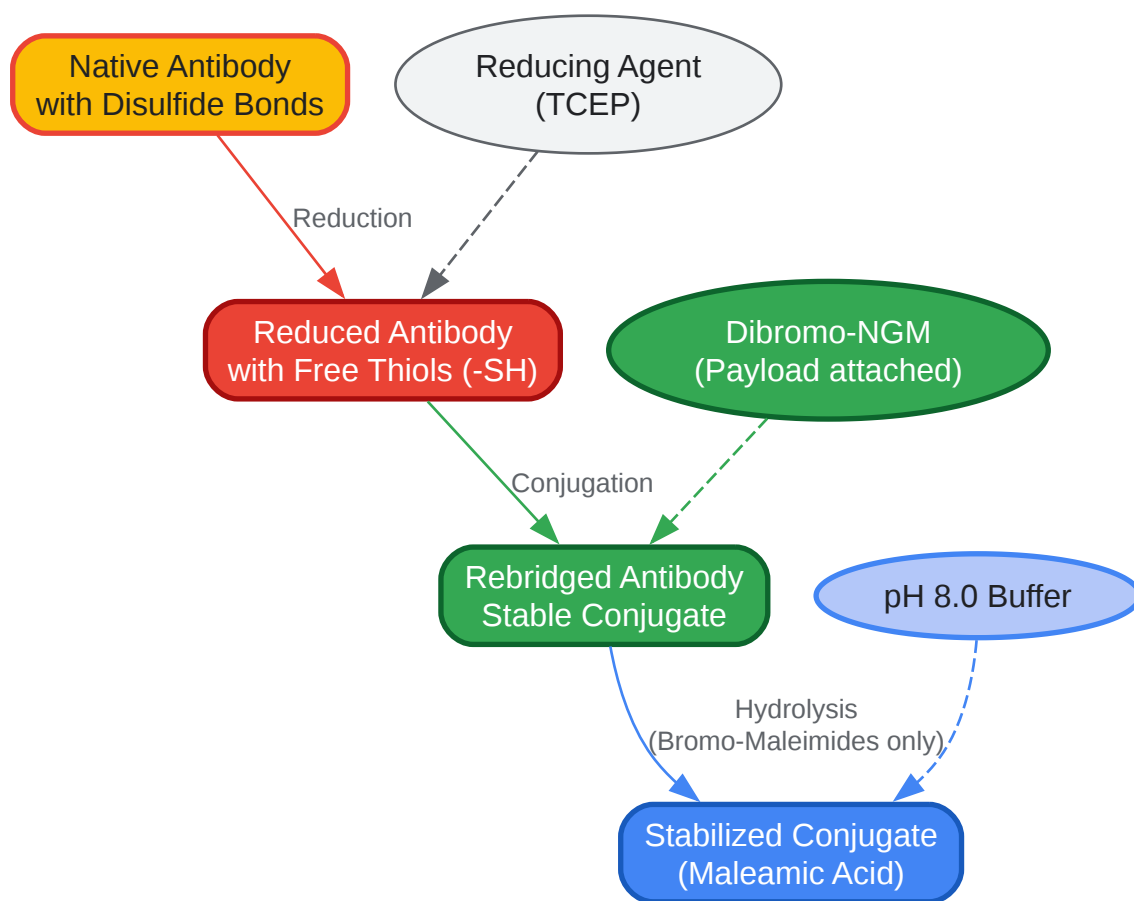 Native Antibody
with Disulfide Bonds
Reducing Agent
(TCEP)
Reduction
Reduced Antibody
with Free Thiols (-SH)
Dibromo-NGM
(Payload attached)
Conjugation
Rebridged Antibody
Stable Conjugate
pH 8.0 Buffer
Hydrolysis
(Bromo-Maleimides only)
Stabilized Conjugate
(Maleamic Acid)